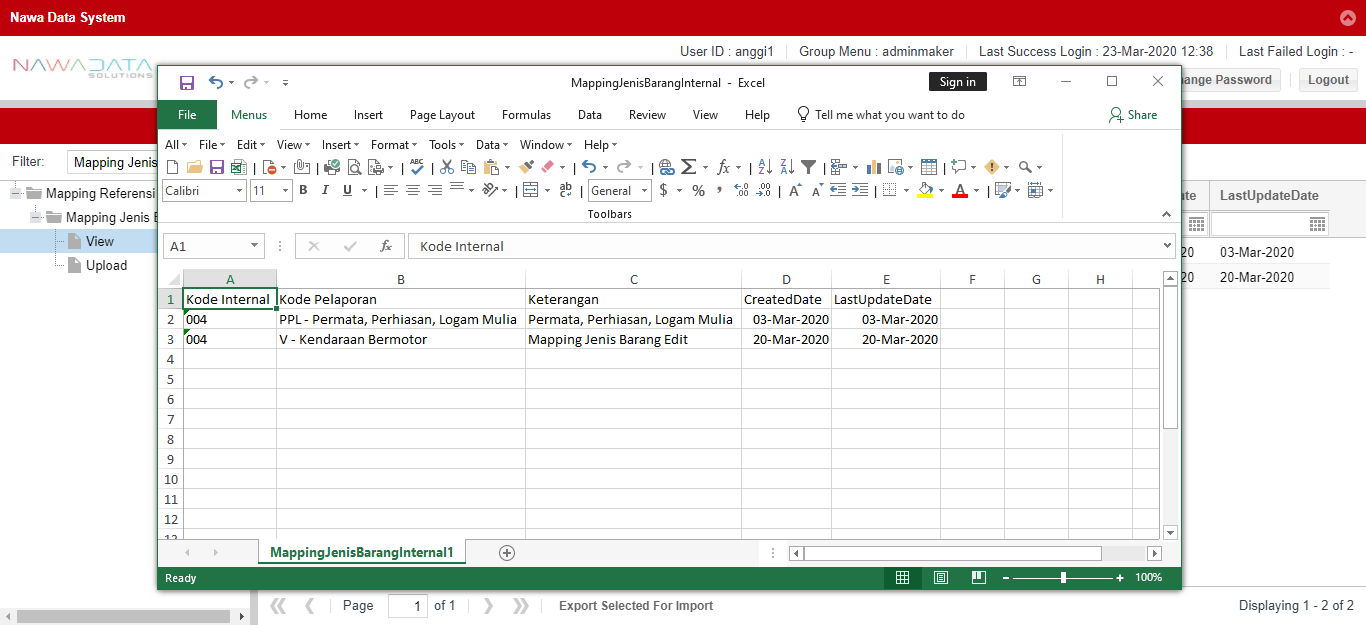 Nawa Data System
User ID : anggi1 Group Menu : adminmaker Last Success Login : 23-Mar-2020 12:38 Last Failed Login : -
NAWADATA
SOLUTIONS
MappingJenisBarangInternal - Excel Sign in
ange Password Logout
File Menus Home Insert Page Layout Formulas Data Review View Help Tell me what you want to do Share
All File Edit View Insert Format Tools Data Window Help
Filter: Mapping Jenis
Calibri 11 B I U ab General $ % ,
Toolbars
Mapping Referensi
Mapping Jenis B
View
Upload
te LastUpdateDate
A1 fx Kode Internal
20 03-Mar-2020
20 20-Mar-2020
A B C D E F G H
1 Kode Internal Kode Pelaporan Keterangan CreatedDate LastUpdateDate
2 004 PPL - Permata, Perhiasan, Logam Mulia Permata, Perhiasan, Logam Mulia 03-Mar-2020 03-Mar-2020
3 004 V - Kendaraan Bermotor Mapping Jenis Barang Edit 20-Mar-2020 20-Mar-2020
4
5
6
7
8
9
10
11
12
13
MappingJenisBarangInternal1
Ready 100%
Page 1 of 1 Export Selected For Import Displaying 1 - 2 of 2